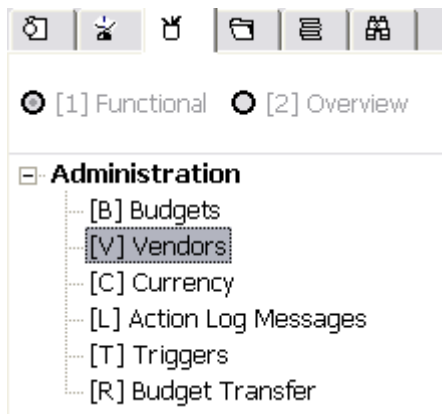 [1] Functional [2] Overview
Administration
[B] Budgets
[V] Vendors
[C] Currency
[L] Action Log Messages
[T] Triggers
[R] Budget Transfer